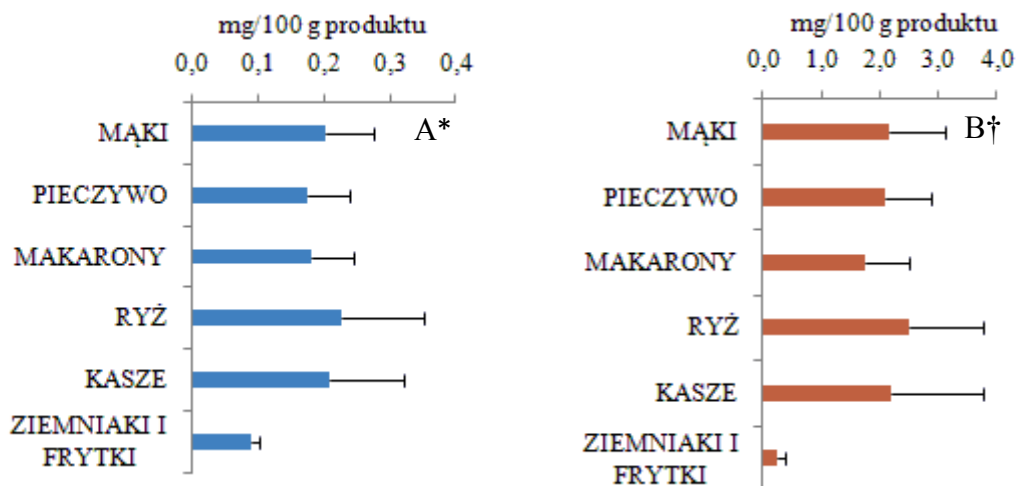 mg/100 g produktu
0,0 0,1 0,2 0,3 0,4
A*
MĄKI
PIECZYWO
MAKARONY
RYŻ
KASZE
ZIEMNIAKI I
FRYTKI
mg/100 g produktu
0,0 1,0 2,0 3,0 4,0
B†
MĄKI
PIECZYWO
MAKARONY
RYŻ
KASZE
ZIEMNIAKI I
FRYTKI